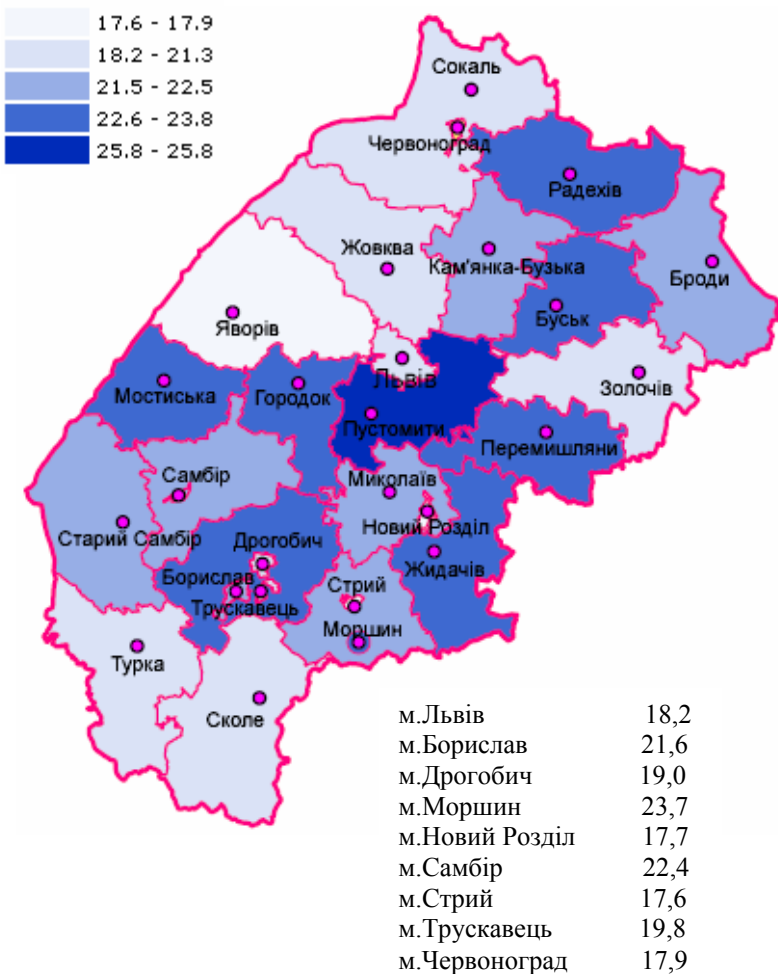 17.6 - 17.9
18.2 - 21.3
21.5 - 22.5
22.6 - 23.8
25.8 - 25.8
Сокаль
Червоноград
Радехів
Жовква
Кам'янка-Бузька
Броди
Яворів
Буськ
Львів
Золочів
Мостиська
Городок
Пустомити
Перемишляни
Самбір
Миколаїв
Старий Самбір
Новий Розділ
Дрогобич
Жидачів
Борислав
Стрий
Трускавець
Моршин
Турка
Сколе
м.Львів 18,2
м.Борислав 21,6
м.Дрогобич 19,0
м.Моршин 23,7
м.Новий Розділ 17,7
м.Самбір 22,4
м.Стрий 17,6
м.Трускавець 19,8
м.Червоноград 17,9